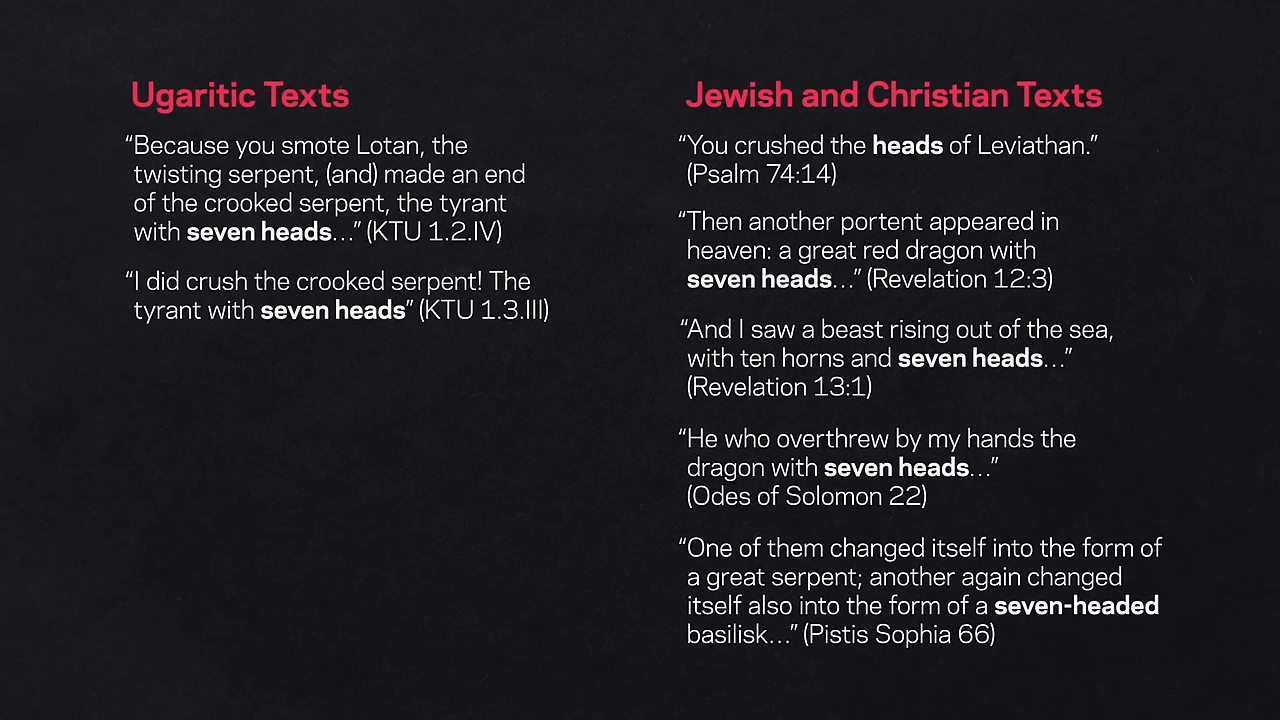 Ugaritic Texts
“Because you smote Lotan, the
twisting serpent, (and) made an end
of the crooked serpent, the tyrant
with seven heads…” (KTU 1.2.IV)
“I did crush the crooked serpent! The
tyrant with seven heads” (KTU 1.3.III)
Jewish and Christian Texts
“You crushed the heads of Leviathan.”
(Psalm 74:14)
“Then another portent appeared in
heaven: a great red dragon with
seven heads…” (Revelation 12:3)
“And I saw a beast rising out of the sea,
with ten horns and seven heads…”
(Revelation 13:1)
“He who overthrew by my hands the
dragon with seven heads…”
(Odes of Solomon 22)
“One of them changed itself into the form of
a great serpent; another again changed
itself also into the form of a seven-headed
basilisk…” (Pistis Sophia 66)